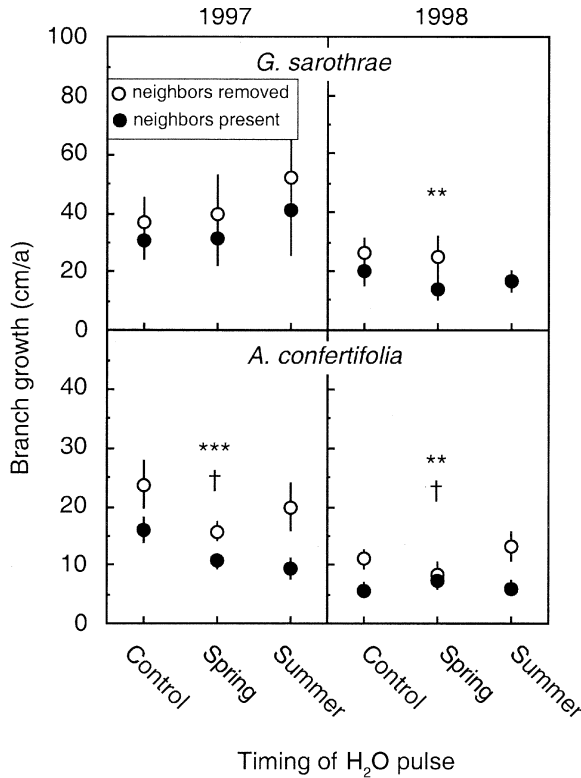 1997 1998
100
G. sarothrae
80
neighbors removed
neighbors present
60
**
40
20
0
A. confertifolia
40
30
***
**
†
†
20
10
0
Branch growth (cm/a)
Control Spring Summer Control Spring Summer
Timing of H₂O pulse